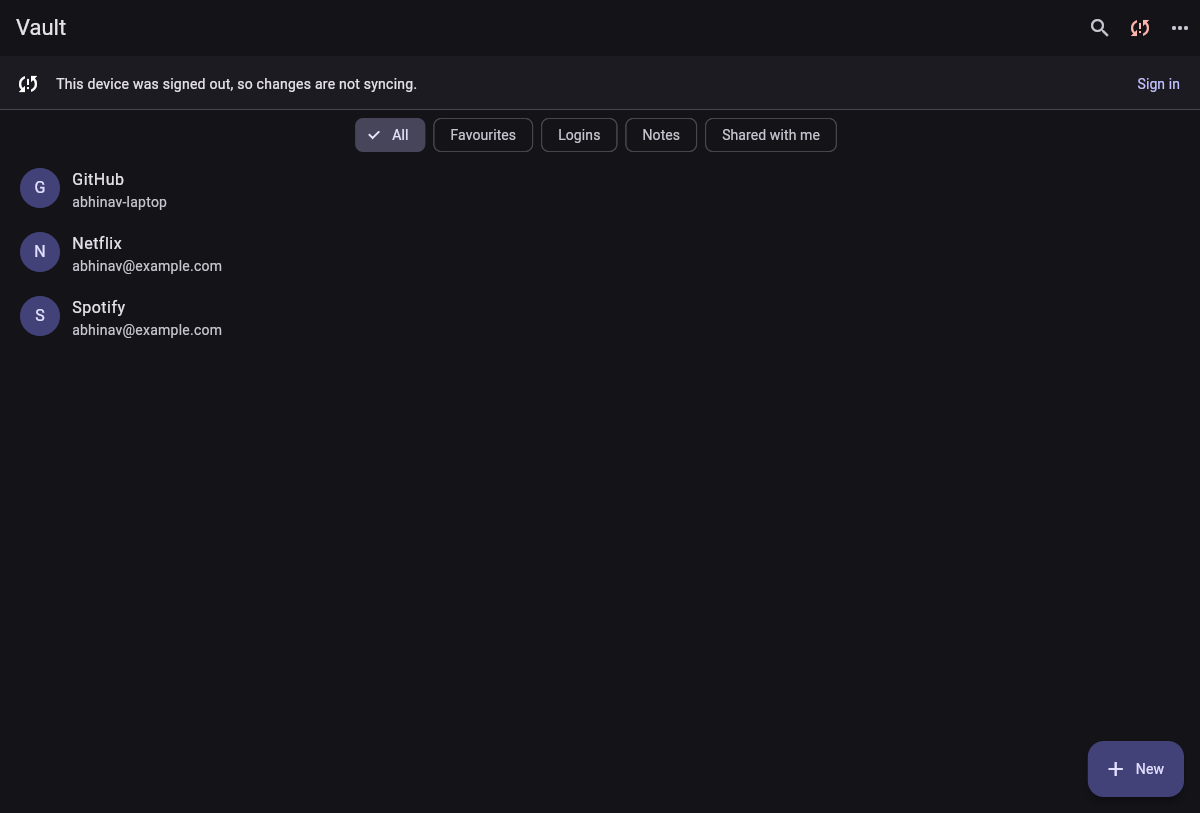 Vault
This device was signed out, so changes are not syncing.
Sign in
All
Favourites
Logins
Notes
Shared with me
G
GitHub
abhinav-laptop
N
Netflix
abhinav@example.com
S
Spotify
abhinav@example.com
New